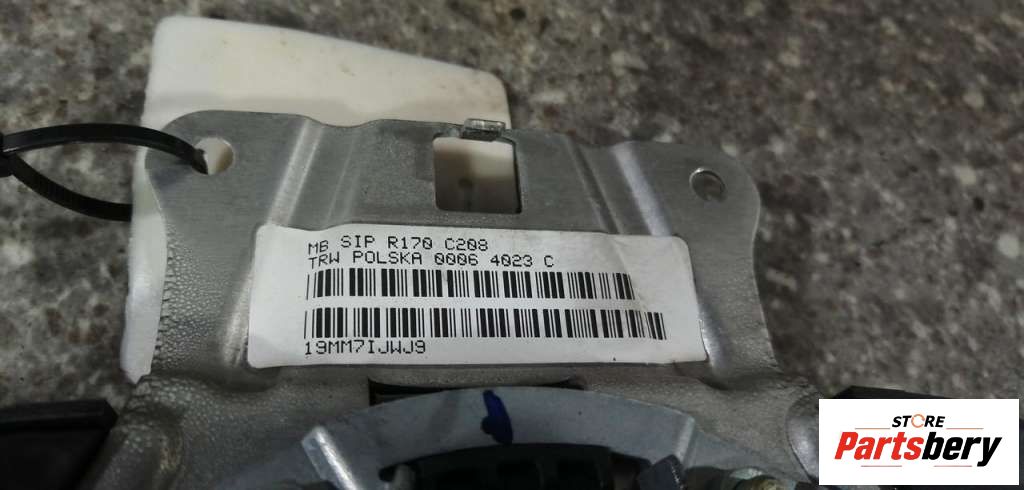 MB SIP R170 C208
TRW POLSKA 0006 4023 C
19MM7IJWJ9
STORE
Partsbery